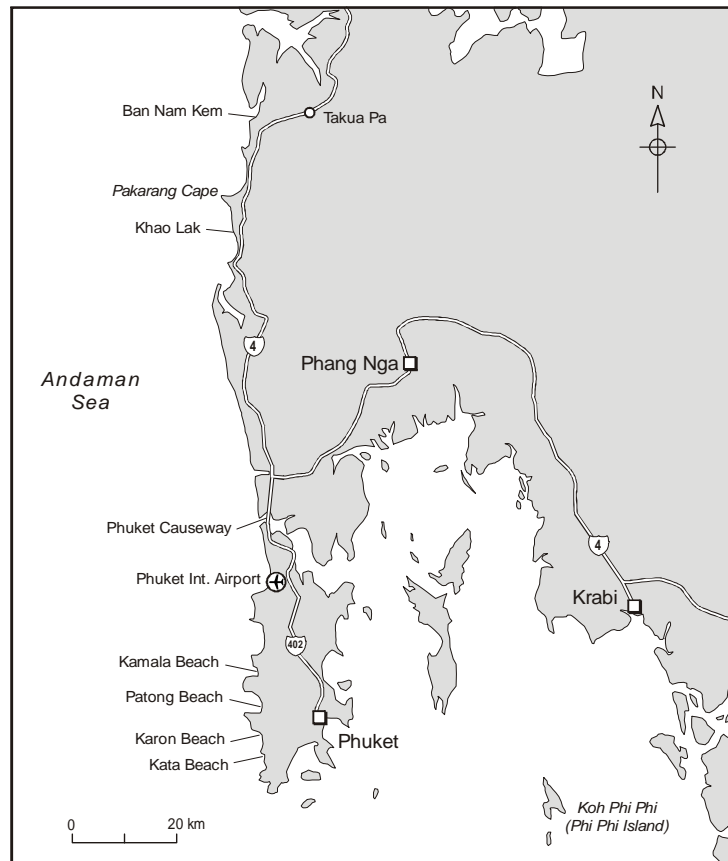 N
Ban Nam Kem
Takua Pa
Pakarang Cape
Khao Lak
4
Phang Nga
Andaman
Sea
Phuket Causeway
4
Phuket Int. Airport
Krabi
402
Kamala Beach
Patong Beach
Karon Beach
Phuket
Kata Beach
Koh Phi Phi
(Phi Phi Island)
0 20 km